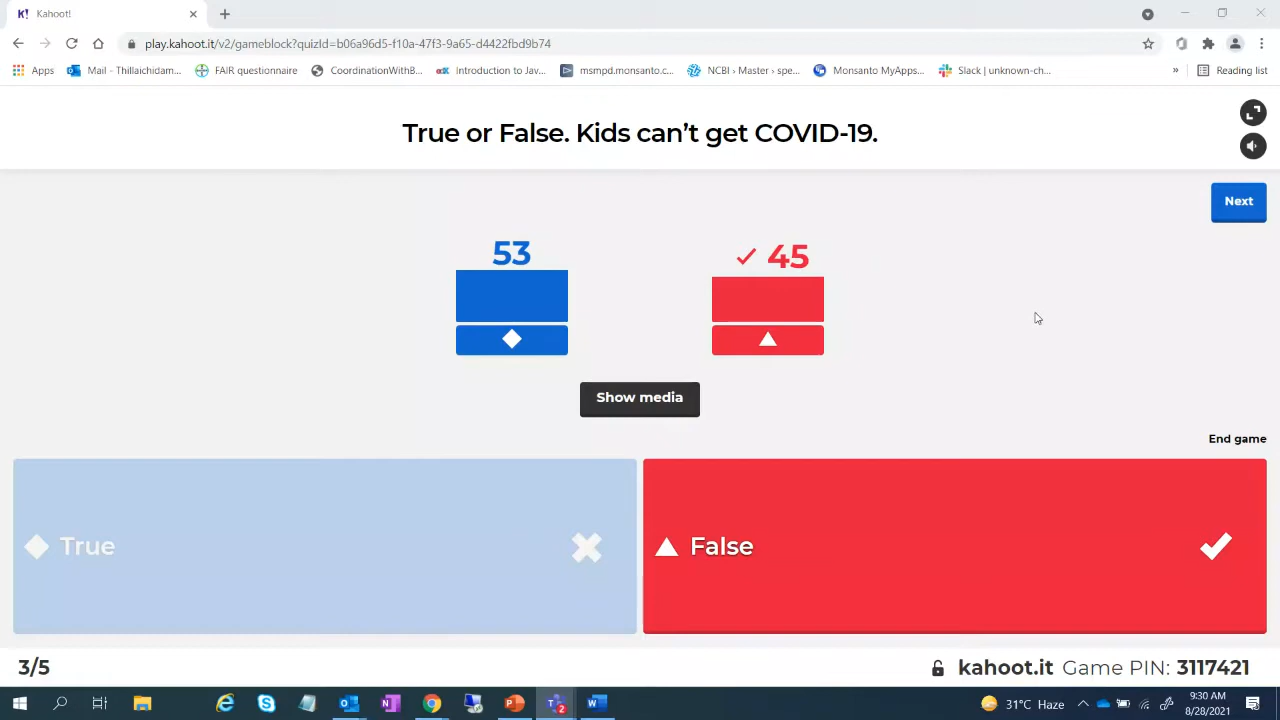 K! Kahoot!
play.kahoot.it/v2/gameblock?quizId=b06a96d5-f10a-47f3-9a65-d4422fbd9b74
Apps Mail - Thillaichidam... FAIR questionnaire CoordinationWithB... Introduction to Jav... msmpd.monsanto.c... NCBI › Master › spe... Monsanto MyApps... Slack | unknown-ch... » Reading list
True or False. Kids can't get COVID-19.
Next
53 45
Show media
End game
True False
3/5 kahoot.it Game PIN: 3117421
31°C Haze 9:30 AM
8/28/2021